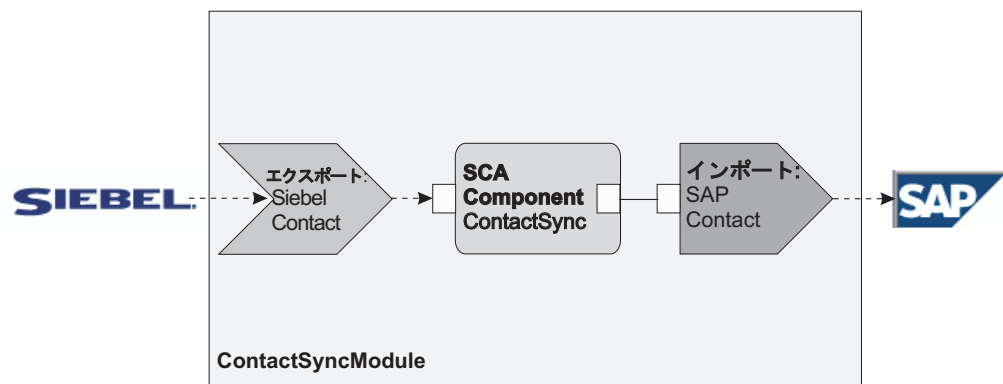 SIEBEL.
エクスポート:
Siebel
Contact
SCA
Component
ContactSync
インポート:
SAP
Contact
SAP
ContactSyncModule